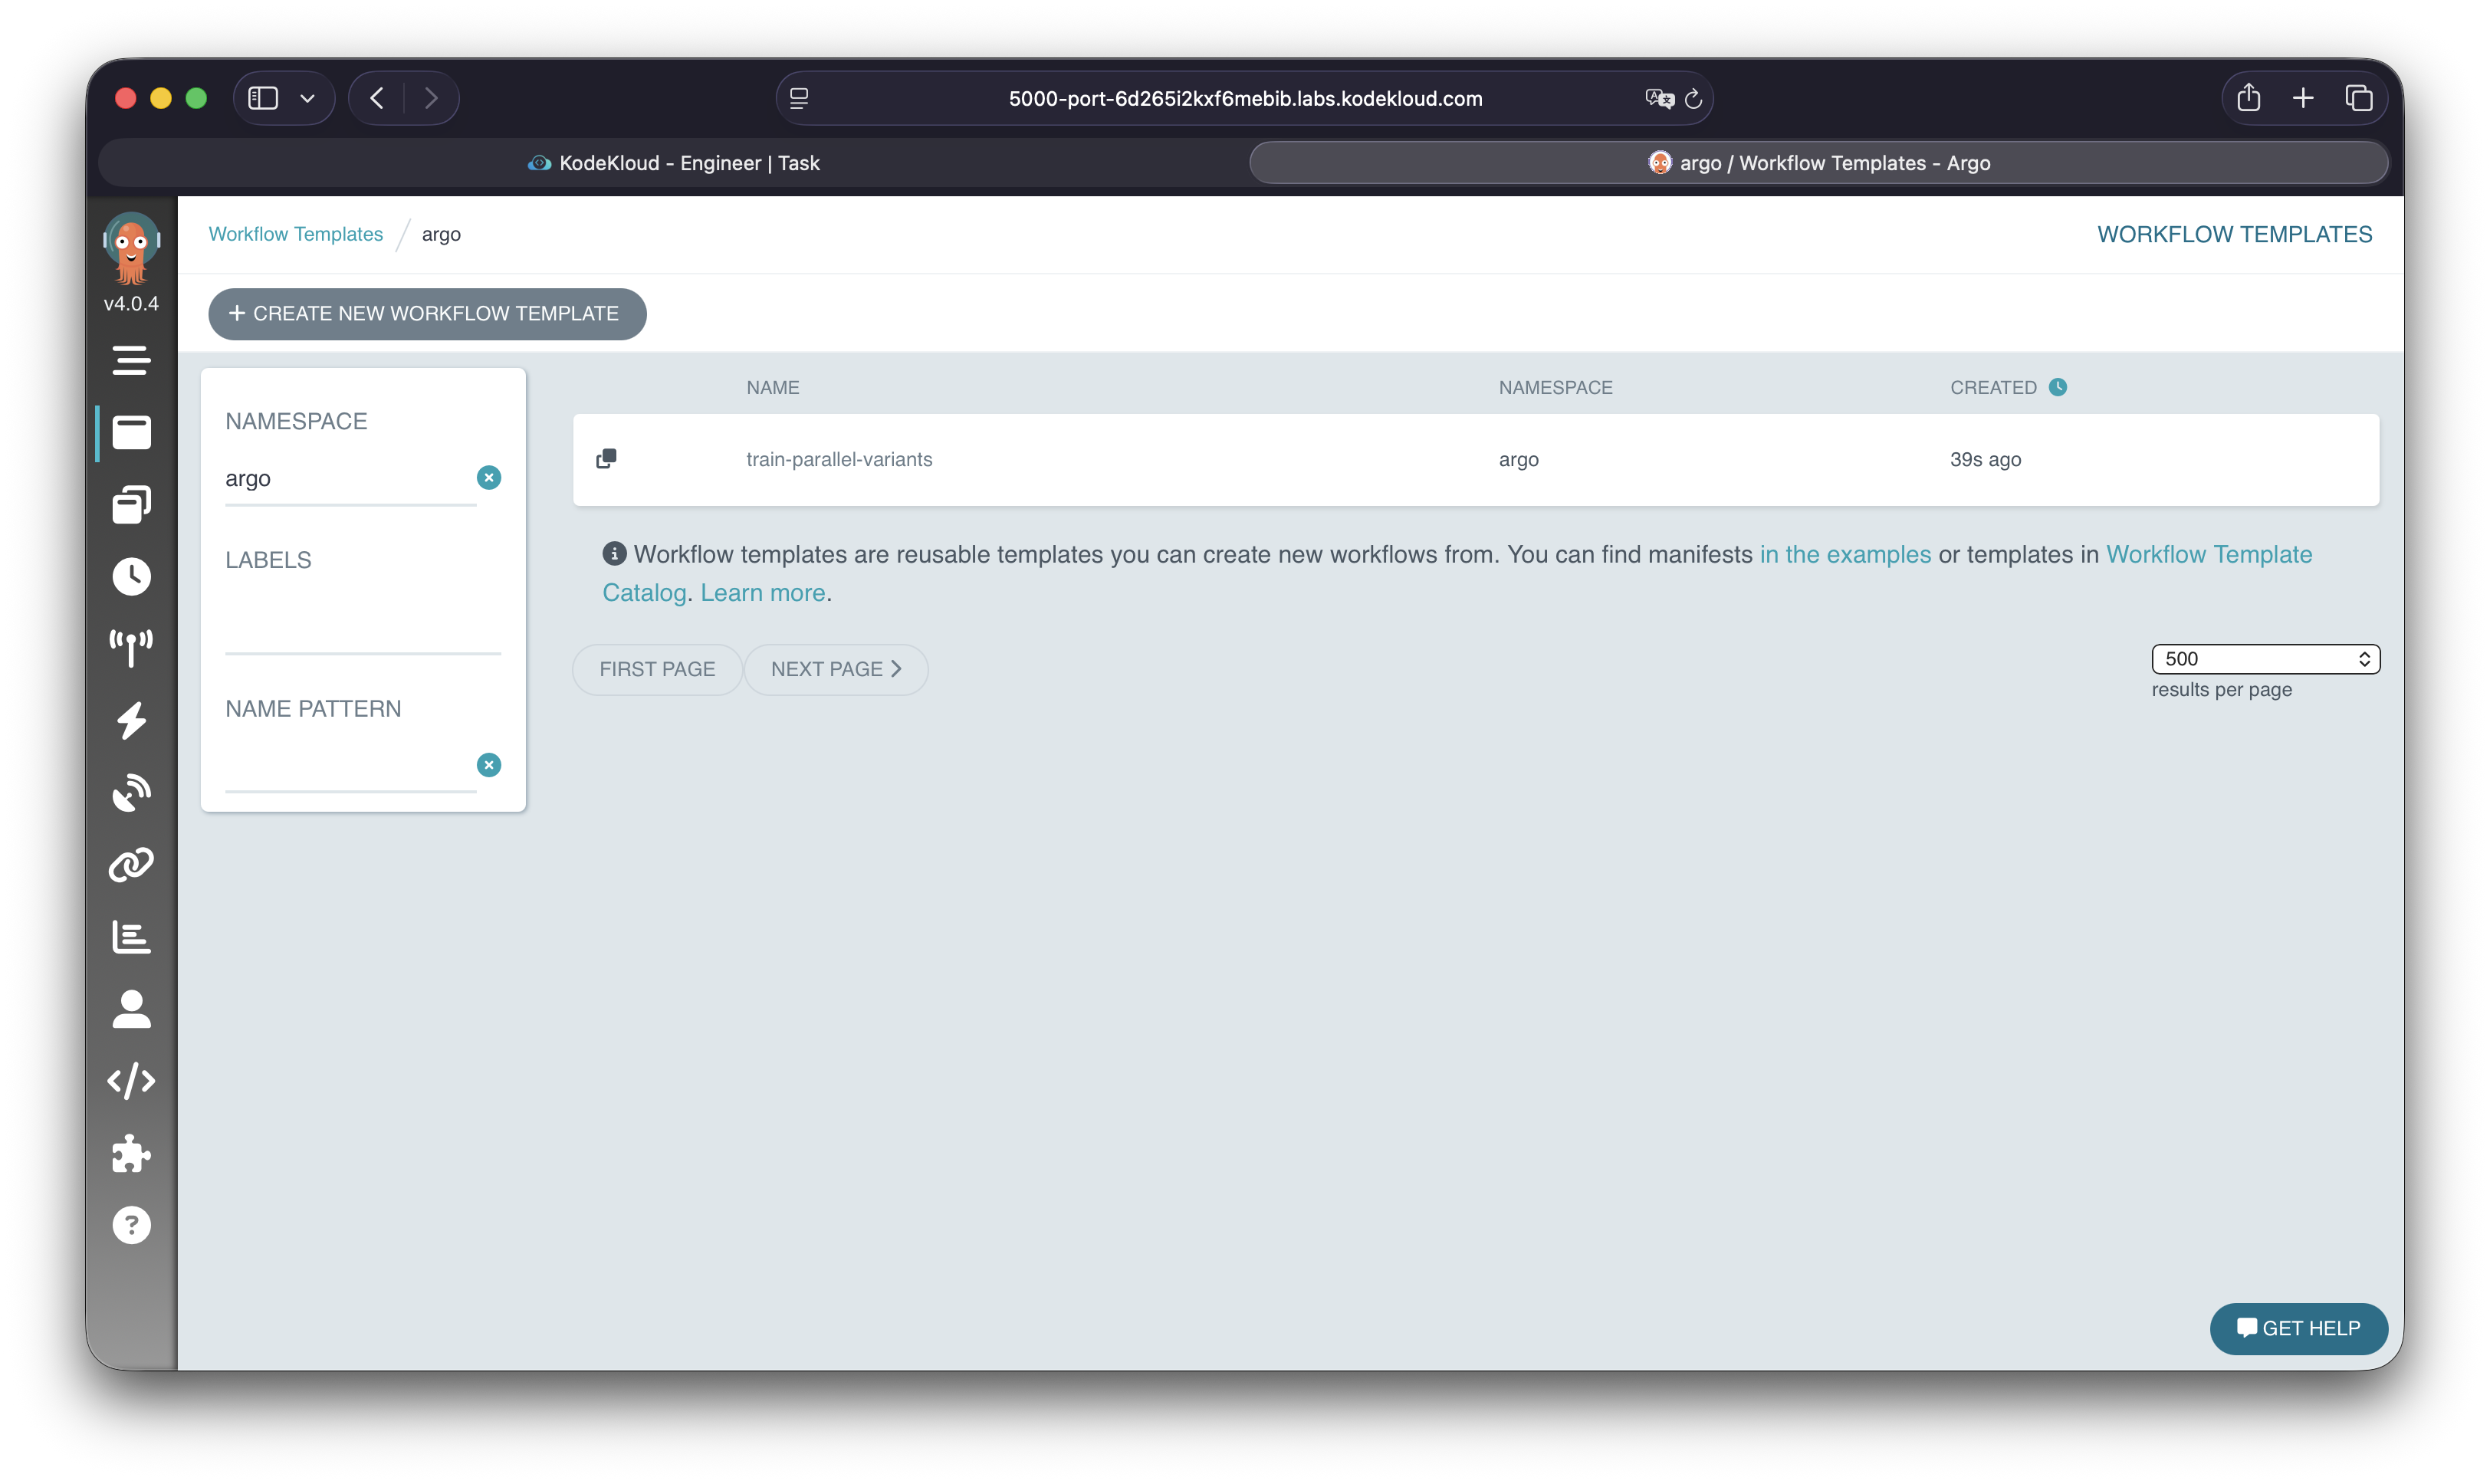 5000-port-6d265i2kxf6mebib.labs.kodekloud.com
KodeKloud - Engineer | Task
argo / Workflow Templates - Argo
v4.0.4
Workflow Templates / argo
WORKFLOW TEMPLATES
+ CREATE NEW WORKFLOW TEMPLATE
NAMESPACE
argo
LABELS
NAME PATTERN
NAME NAMESPACE CREATED
train-parallel-variants argo 39s ago
Workflow templates are reusable templates you can create new workflows from. You can find manifests in the examples or templates in Workflow Template
Catalog. Learn more.
FIRST PAGE NEXT PAGE
500
results per page
GET HELP